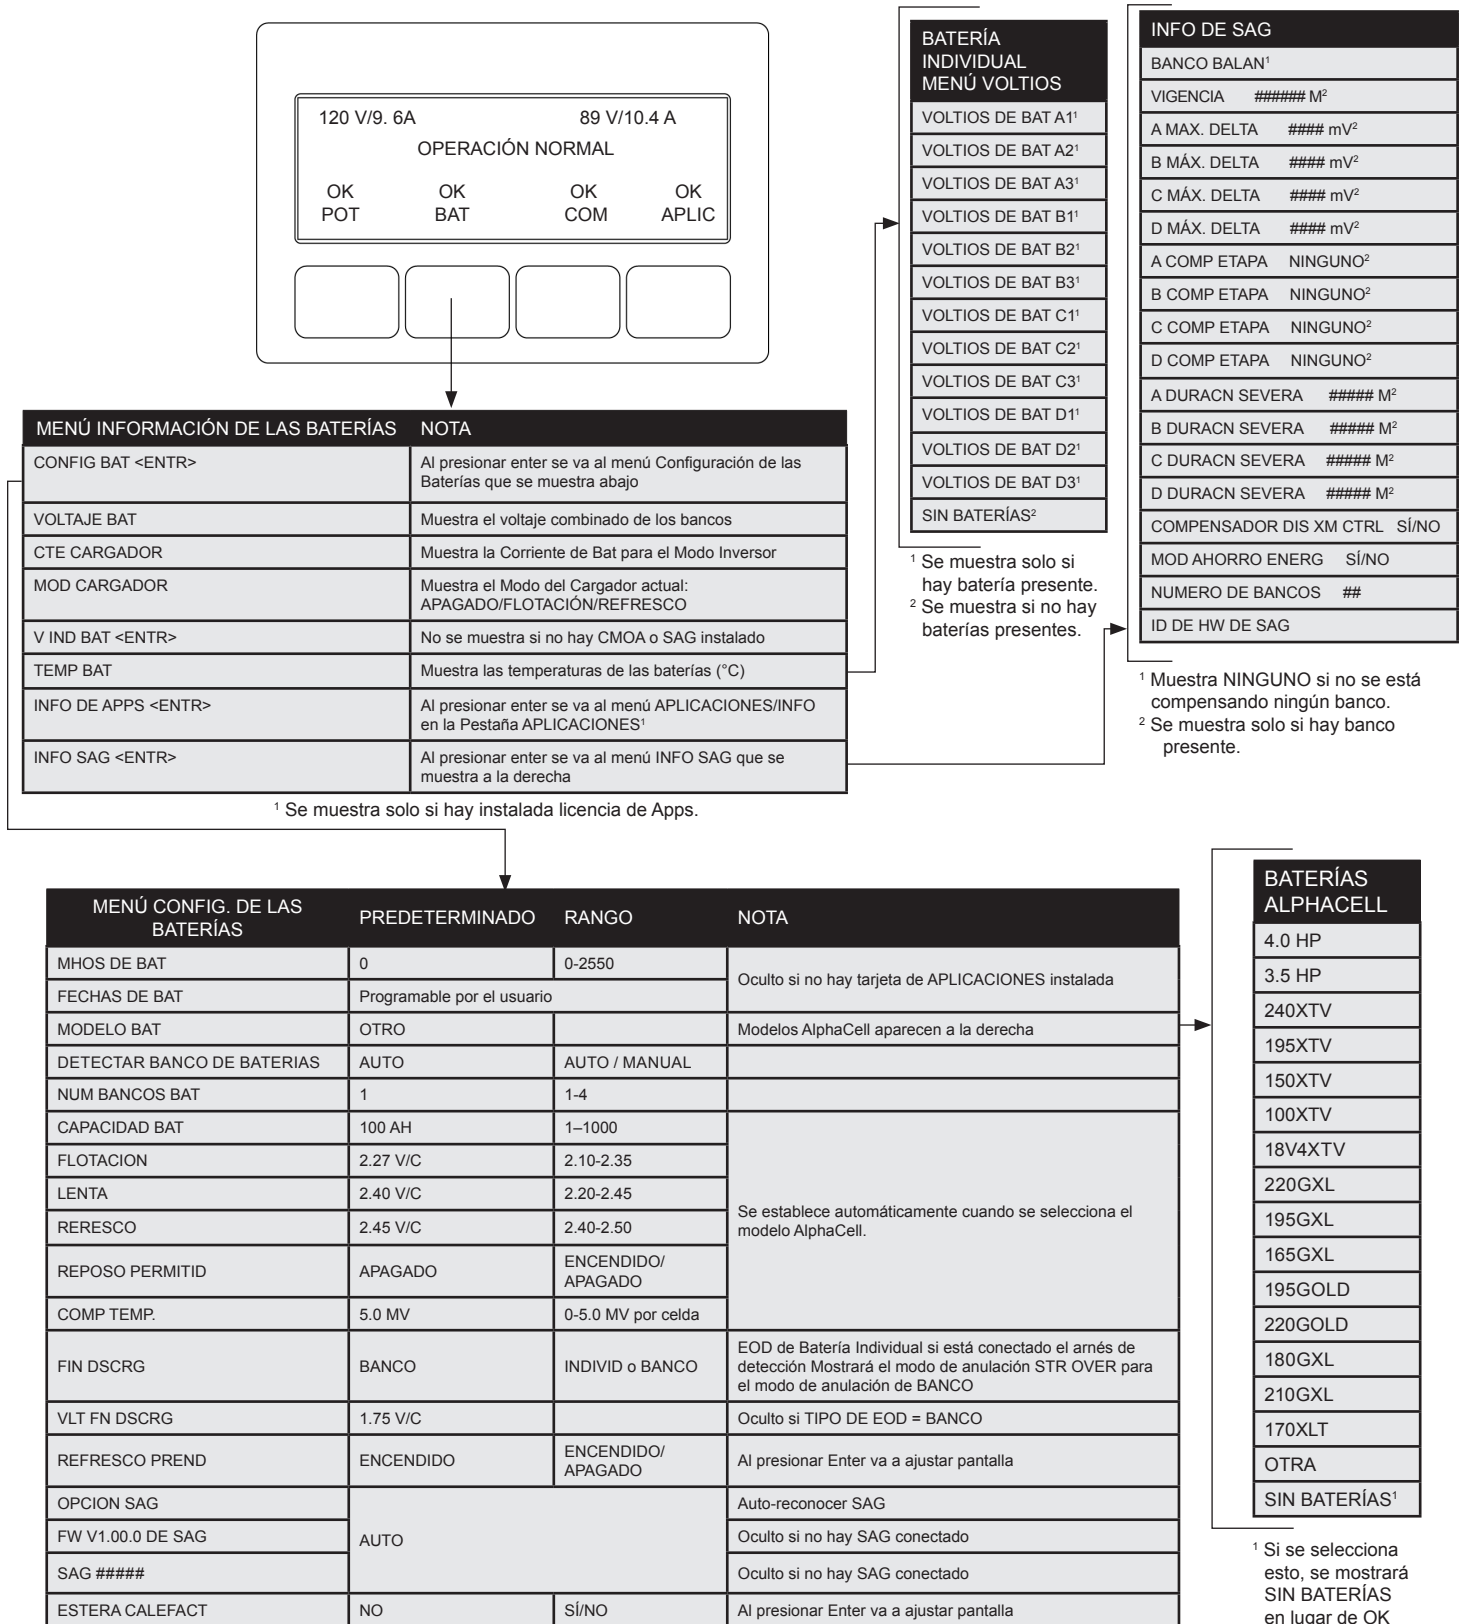 120 V/9. 6A 89 V/10.4 A
OPERACIÓN NORMAL
OK OK OK OK
POT BAT COM APLIC
BATERÍA
INDIVIDUAL
MENÚ VOLTIOS
VOLTIOS DE BAT A1¹
VOLTIOS DE BAT A2¹
VOLTIOS DE BAT A3¹
VOLTIOS DE BAT B1¹
VOLTIOS DE BAT B2¹
VOLTIOS DE BAT B3¹
VOLTIOS DE BAT C1¹
VOLTIOS DE BAT C2¹
VOLTIOS DE BAT C3¹
VOLTIOS DE BAT D1¹
VOLTIOS DE BAT D2¹
VOLTIOS DE BAT D3¹
SIN BATERÍAS²
¹ Se muestra solo si
hay batería presente.
² Se muestra si no hay
baterías presentes.
INFO DE SAG
BANCO BALAN¹
VIGENCIA ###### M²
A MAX. DELTA #### mV²
B MÁX. DELTA #### mV²
C MÁX. DELTA #### mV²
D MÁX. DELTA #### mV²
A COMP ETAPA NINGUNO²
B COMP ETAPA NINGUNO²
C COMP ETAPA NINGUNO²
D COMP ETAPA NINGUNO²
A DURACN SEVERA ##### M²
B DURACN SEVERA ##### M²
C DURACN SEVERA ##### M²
D DURACN SEVERA ##### M²
COMPENSADOR DIS XM CTRL SÍ/NO
MOD AHORRO ENERG SÍ/NO
NUMERO DE BANCOS ##
ID DE HW DE SAG
¹ Muestra NINGUNO si no se está
compensando ningún banco.
² Se muestra solo si hay banco
presente.
MENÚ INFORMACIÓN DE LAS BATERÍAS NOTA
CONFIG BAT <ENTR> Al presionar enter se va al menú Configuración de las
Baterías que se muestra abajo
VOLTAJE BAT Muestra el voltaje combinado de los bancos
CTE CARGADOR Muestra la Corriente de Bat para el Modo Inversor
MOD CARGADOR Muestra el Modo del Cargador actual:
APAGADO/FLOTACIÓN/REFRESCO
V IND BAT <ENTR> No se muestra si no hay CMOA o SAG instalado
TEMP BAT Muestra las temperaturas de las baterías (°C)
INFO DE APPS <ENTR> Al presionar enter se va al menú APLICACIONES/INFO
en la Pestaña APLICACIONES¹
INFO SAG <ENTR> Al presionar enter se va al menú INFO SAG que se
muestra a la derecha
¹ Se muestra solo si hay instalada licencia de Apps.
MENÚ CONFIG. DE LAS
BATERÍAS PREDETERMINADO RANGO NOTA
MHOS DE BAT 0 0-2550
Oculto si no hay tarjeta de APLICACIONES instalada
FECHAS DE BAT Programable por el usuario
MODELO BAT OTRO Modelos AlphaCell aparecen a la derecha
DETECTAR BANCO DE BATERIAS AUTO AUTO / MANUAL
NUM BANCOS BAT 1 1-4
CAPACIDAD BAT 100 AH 1–1000
FLOTACION 2.27 V/C 2.10-2.35
LENTA 2.40 V/C 2.20-2.45
Se establece automáticamente cuando se selecciona el
modelo AlphaCell.
RERESCO 2.45 V/C 2.40-2.50
REPOSO PERMITID APAGADO ENCENDIDO/
APAGADO
COMP TEMP. 5.0 MV 0-5.0 MV por celda
FIN DSCRG BANCO INDIVID o BANCO EOD de Batería Individual si está conectado el arnés de
detección Mostrará el modo de anulación STR OVER para
el modo de anulación de BANCO
VLT FN DSCRG 1.75 V/C Oculto si TIPO DE EOD = BANCO
REFRESCO PREND ENCENDIDO ENCENDIDO/
APAGADO Al presionar Enter va a ajustar pantalla
OPCION SAG Auto-reconocer SAG
FW V1.00.0 DE SAG AUTO Oculto si no hay SAG conectado
SAG ##### Oculto si no hay SAG conectado
ESTERA CALEFACT NO SÍ/NO Al presionar Enter va a ajustar pantalla
BATERÍAS
ALPHACELL
4.0 HP
3.5 HP
240XTV
195XTV
150XTV
100XTV
18V4XTV
220GXL
195GXL
165GXL
195GOLD
220GOLD
180GXL
210GXL
170XLT
OTRA
SIN BATERÍAS¹
¹ Si se selecciona
esto, se mostrará
SIN BATERÍAS
en lugar de OK